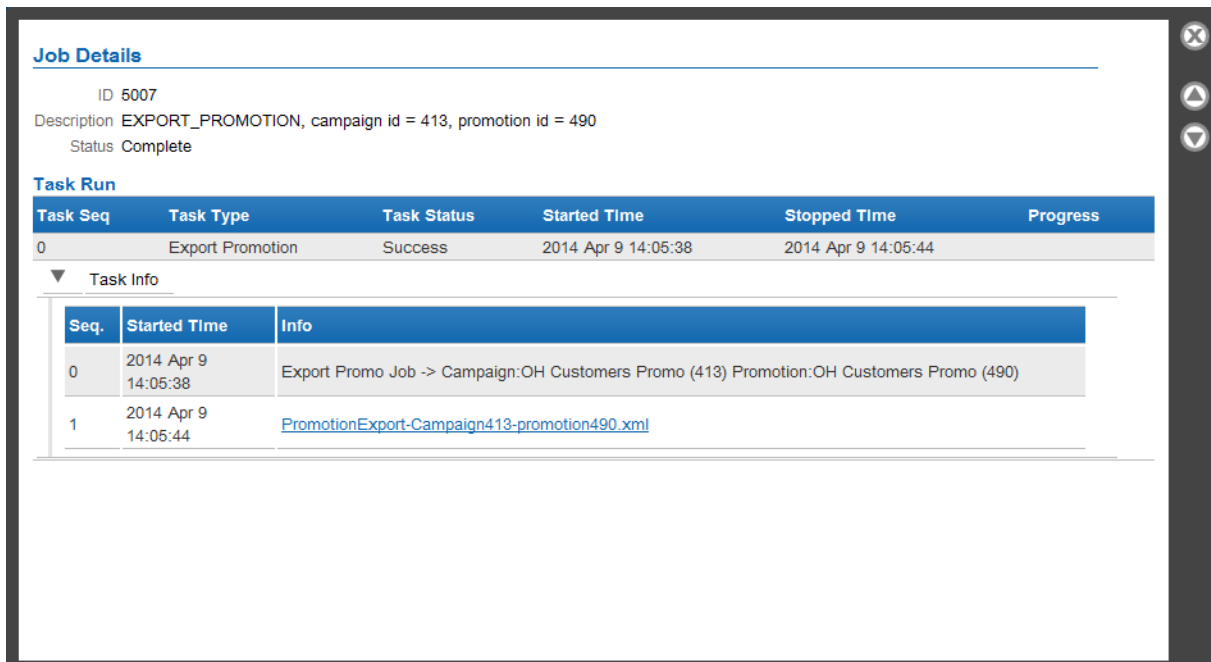 Job Details
ID 5007
Description EXPORT_PROMOTION, campaign id = 413, promotion id = 490
Status Complete
Task Run
Task Seq Task Type Task Status Started Time Stopped Time Progress
0 Export Promotion Success 2014 Apr 9 14:05:38 2014 Apr 9 14:05:44
Task Info
Seq. Started Time Info
0 2014 Apr 9 14:05:38 Export Promo Job -> Campaign:OH Customers Promo (413) Promotion:OH Customers Promo (490)
1 2014 Apr 9 14:05:44 PromotionExport-Campaign413-promotion490.xml